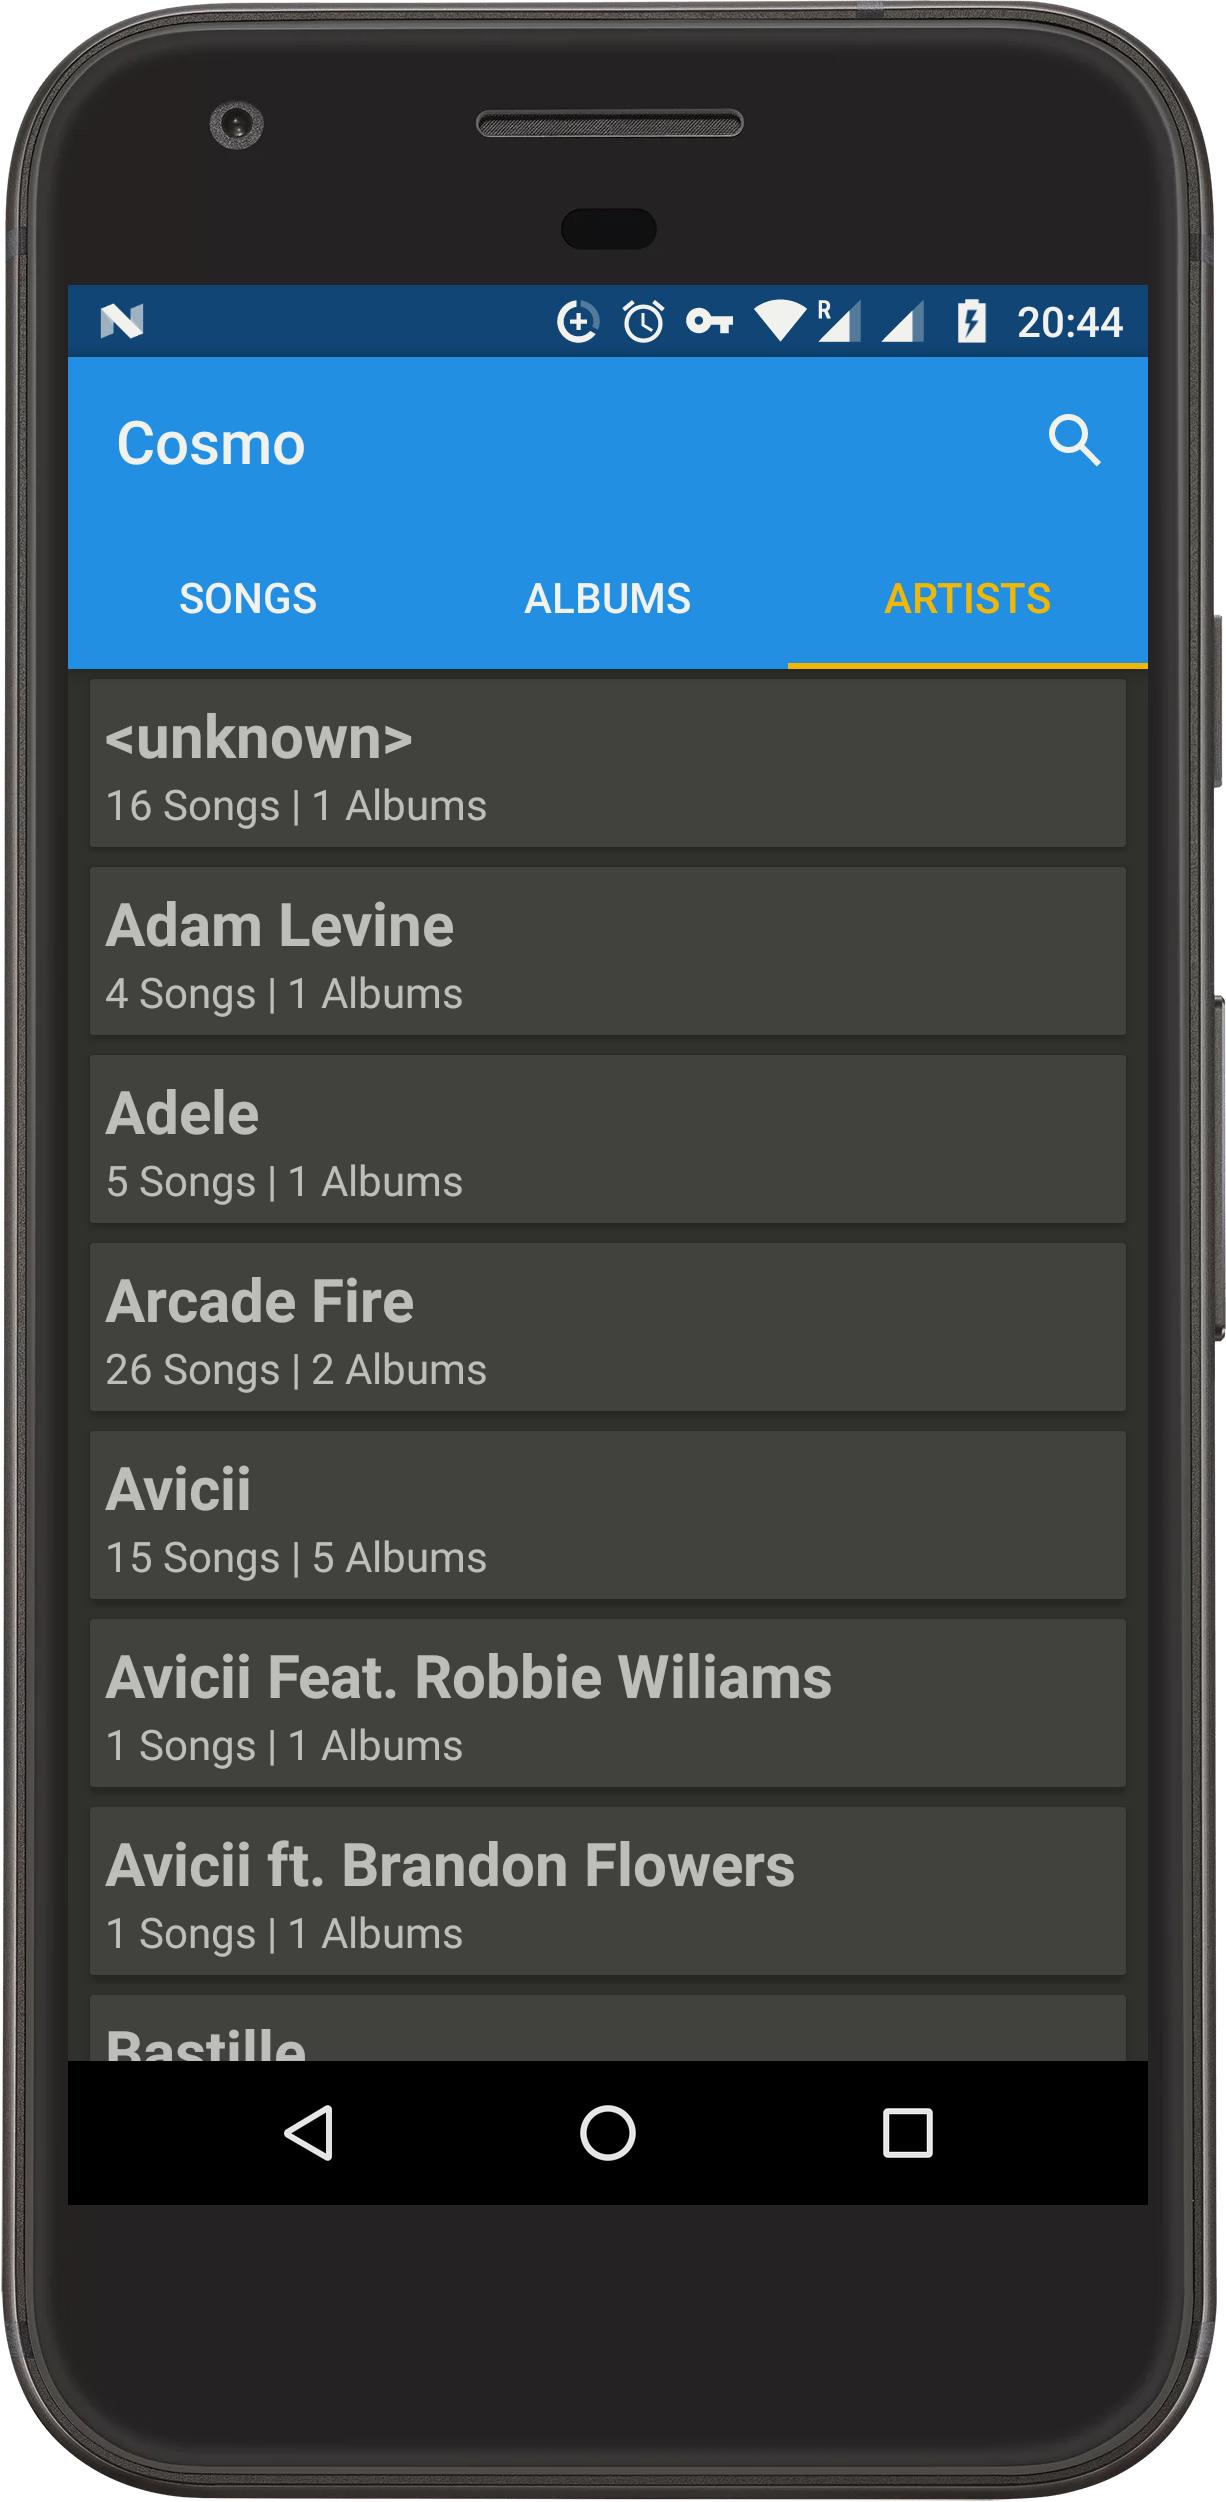 R 20:44
Cosmo
SONGS ALBUMS ARTISTS
<unknown>
16 Songs | 1 Albums
Adam Levine
4 Songs | 1 Albums
Adele
5 Songs | 1 Albums
Arcade Fire
26 Songs | 2 Albums
Avicii
15 Songs | 5 Albums
Avicii Feat. Robbie Wiliams
1 Songs | 1 Albums
Avicii ft. Brandon Flowers
1 Songs | 1 Albums
Bastille